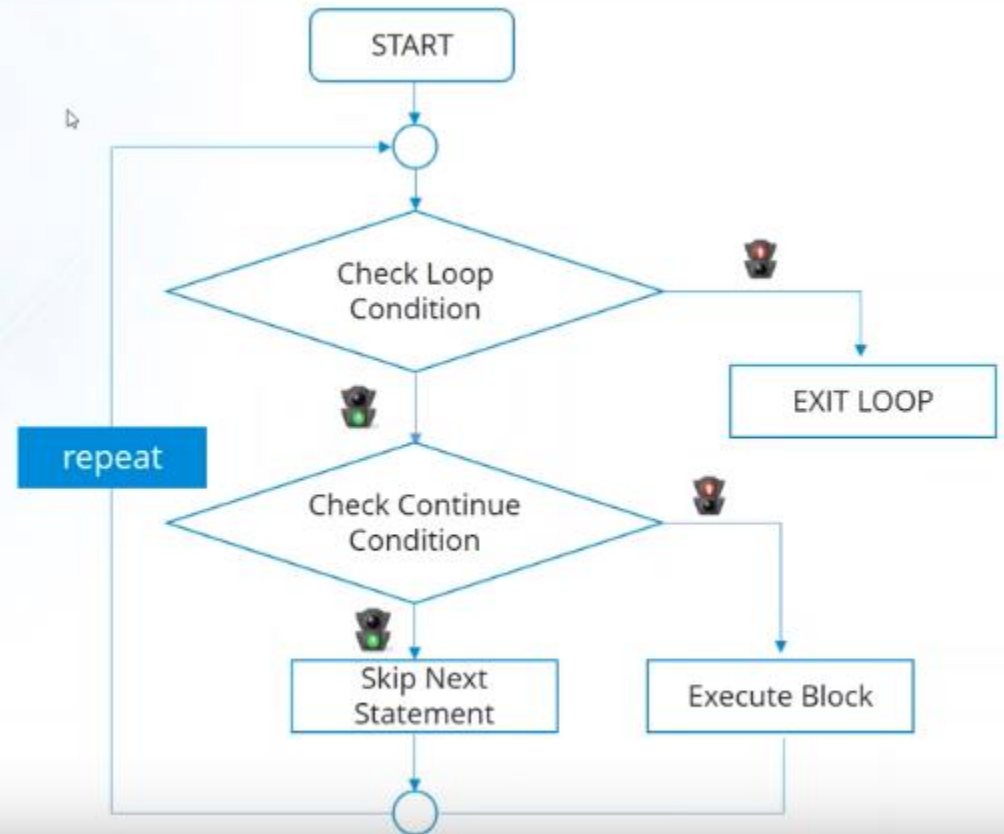 START
Check Loop
Condition
EXIT LOOP
repeat
Check Continue
Condition
Skip Next
Statement
Execute Block